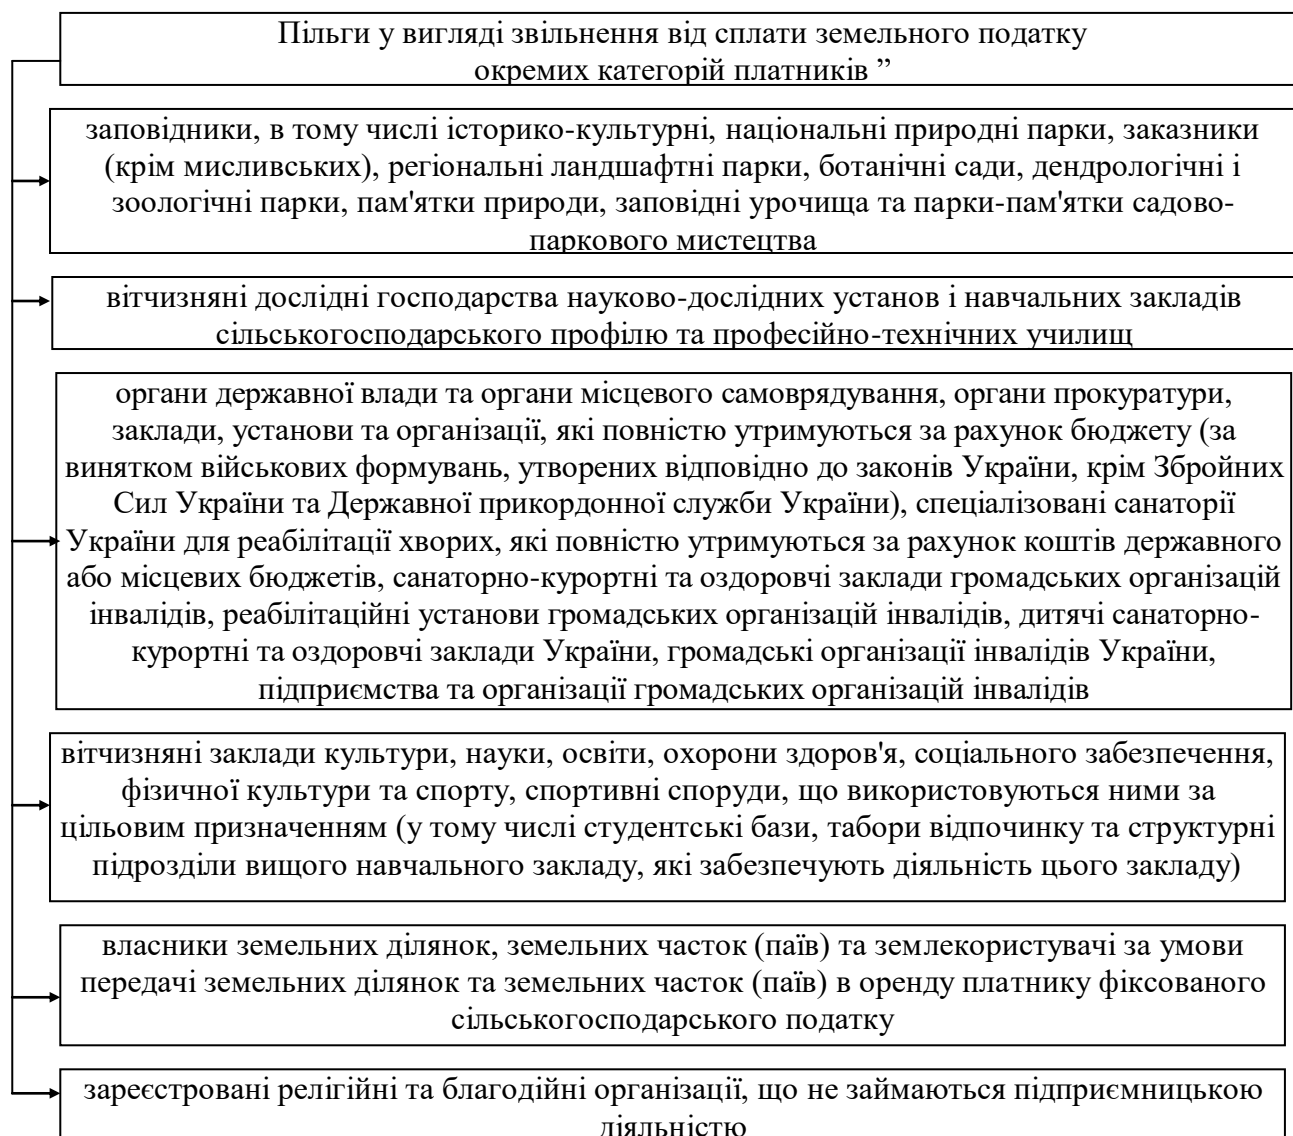 Пільги у вигляді звільнення від сплати земельного податку
окремих категорій платників ”
заповідники, в тому числі історико-культурні, національні природні парки, заказники
(крім мисливських), регіональні ландшафтні парки, ботанічні сади, дендрологічні і
зоологічні парки, пам'ятки природи, заповідні урочища та парки-пам'ятки садово-
паркового мистецтва
вітчизняні дослідні господарства науково-дослідних установ і навчальних закладів
сільськогосподарського профілю та професійно-технічних училищ
органи державної влади та органи місцевого самоврядування, органи прокуратури,
заклади, установи та організації, які повністю утримуються за рахунок бюджету (за
винятком військових формувань, утворених відповідно до законів України, крім Збройних
Сил України та Державної прикордонної служби України), спеціалізовані санаторії
України для реабілітації хворих, які повністю утримуються за рахунок коштів державного
або місцевих бюджетів, санаторно-курортні та оздоровчі заклади громадських організацій
інвалідів, реабілітаційні установи громадських організацій інвалідів, дитячі санаторно-
курортні та оздоровчі заклади України, громадські організації інвалідів України,
підприємства та організації громадських організацій інвалідів
вітчизняні заклади культури, науки, освіти, охорони здоров'я, соціального забезпечення,
фізичної культури та спорту, спортивні споруди, що використовуються ними за
цільовим призначенням (у тому числі студентські бази, табори відпочинку та структурні
підрозділи вищого навчального закладу, які забезпечують діяльність цього закладу)
власники земельних ділянок, земельних часток (паїв) та землекористувачі за умови
передачі земельних ділянок та земельних часток (паїв) в оренду платнику фіксованого
сільськогосподарського податку
зареєстровані релігійні та благодійні організації, що не займаються підприємницькою
діяльністю